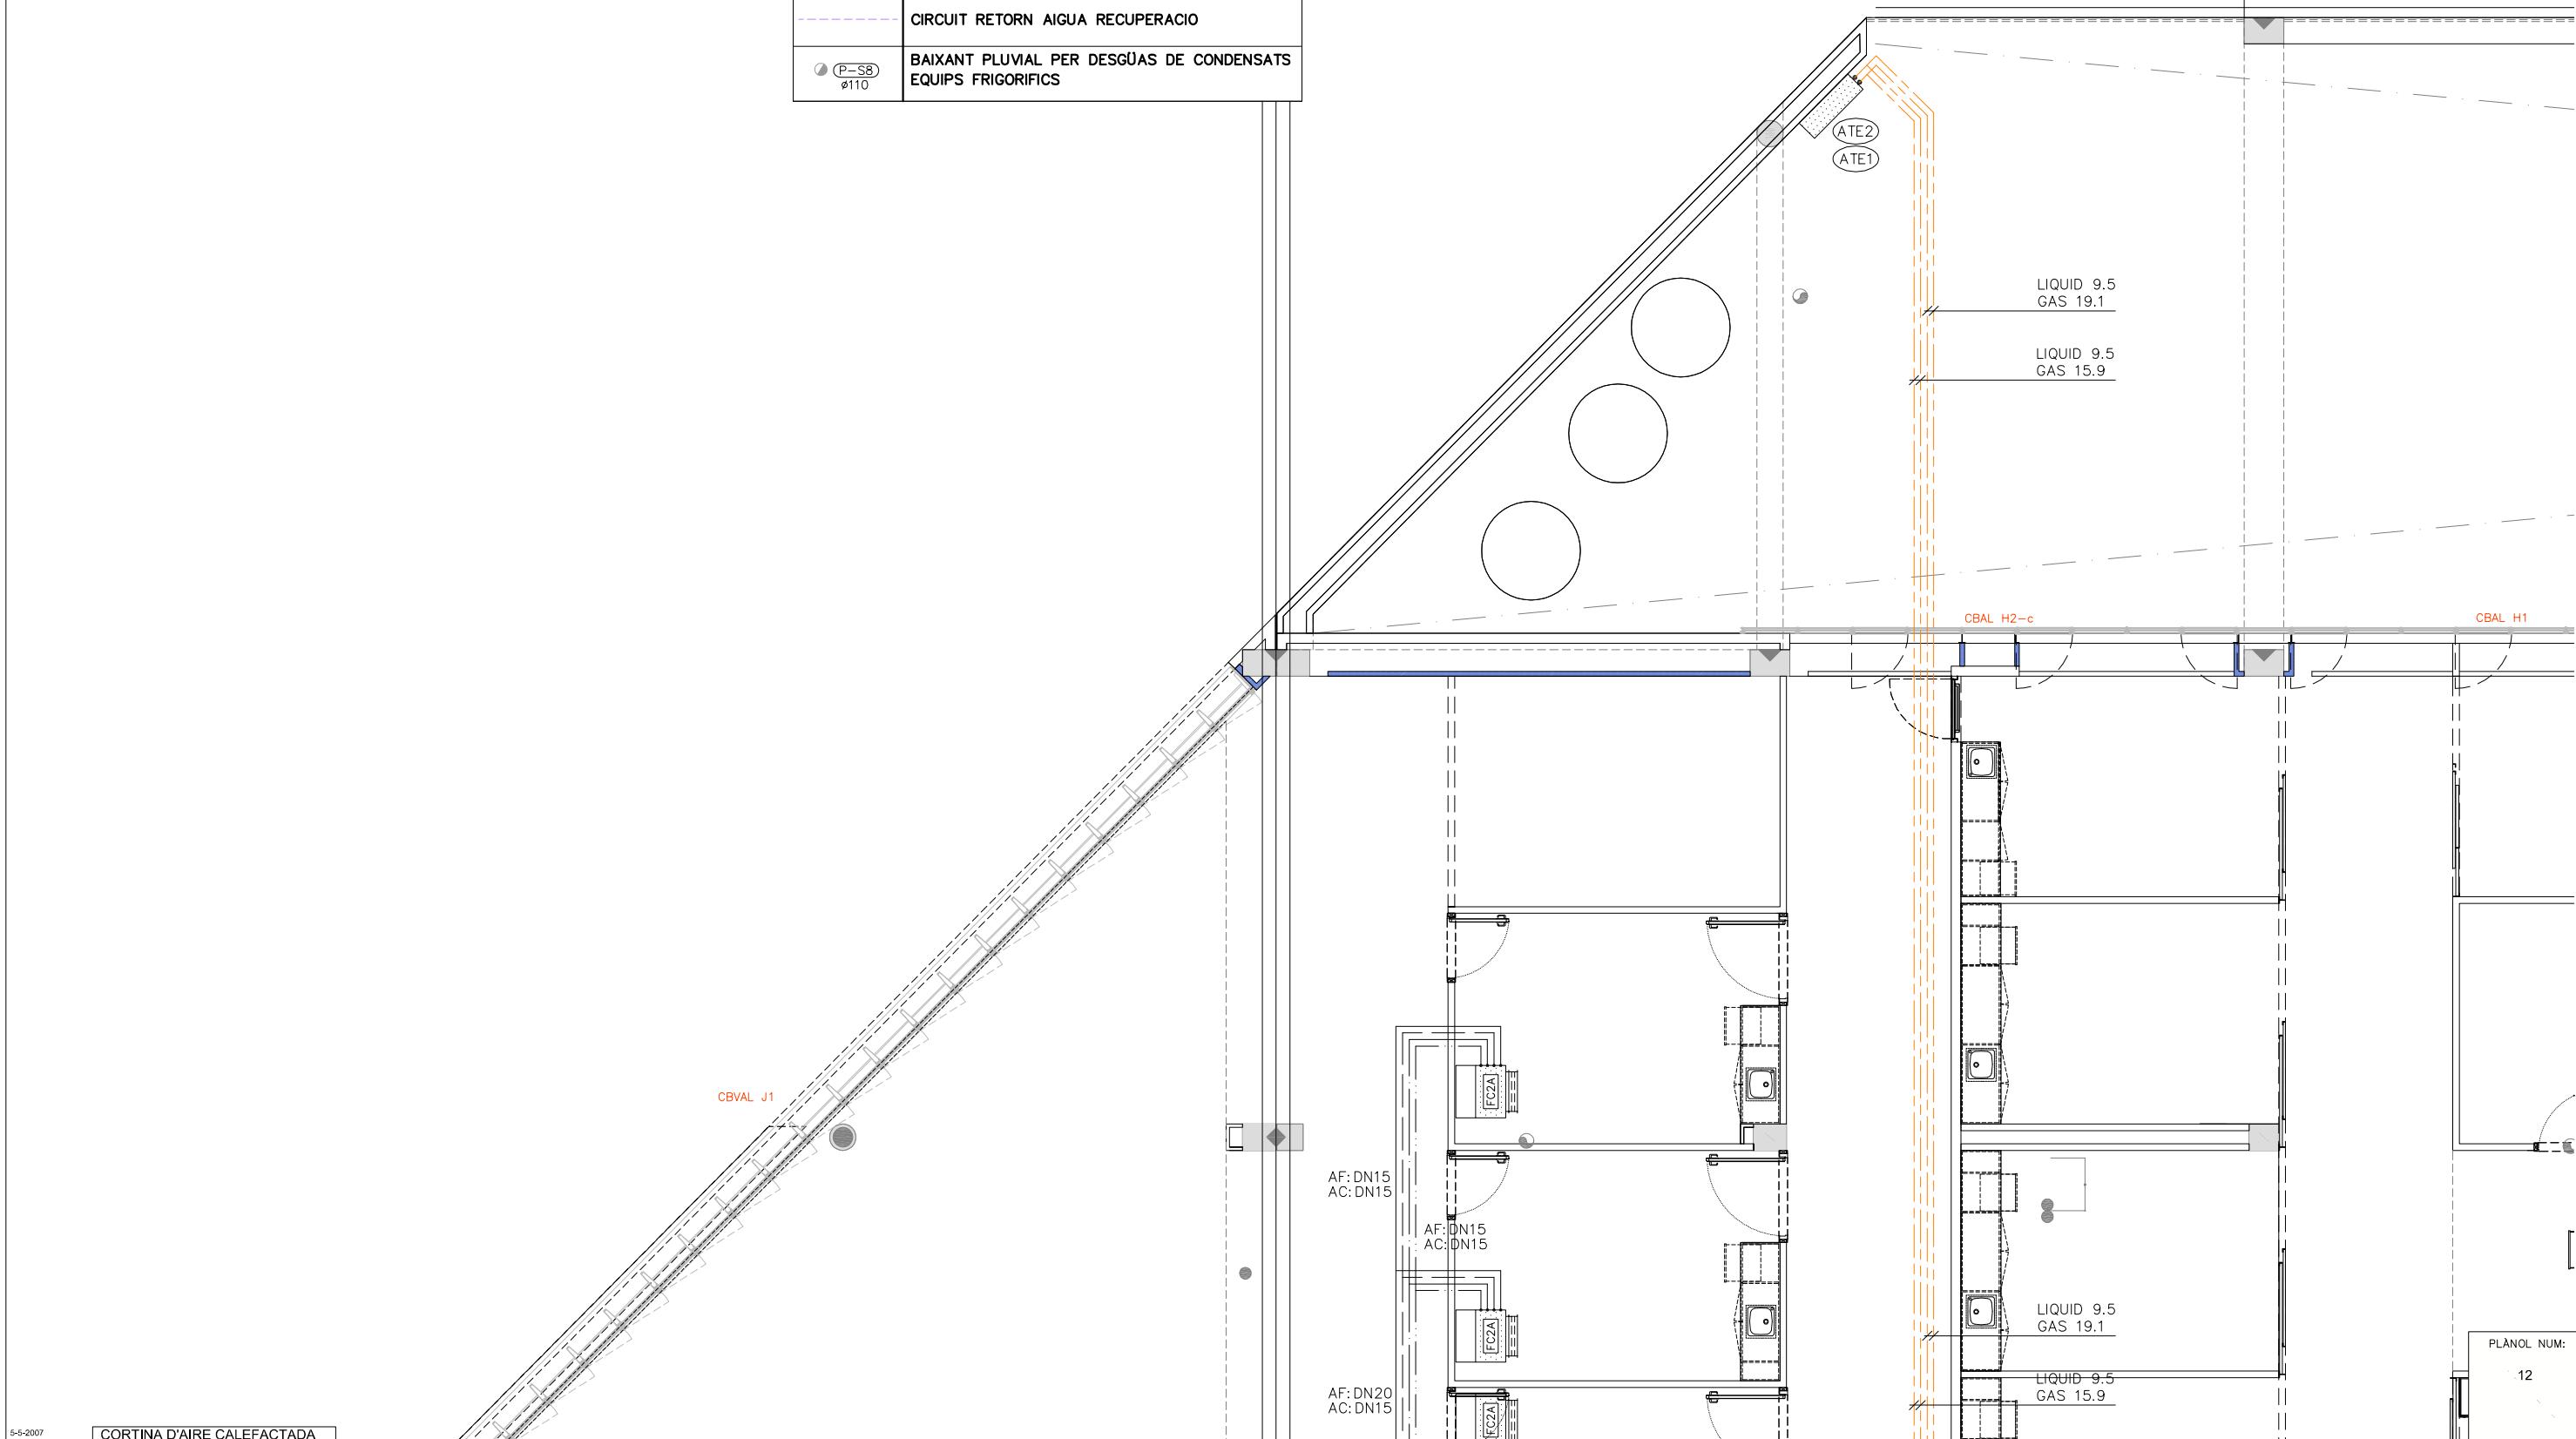 CIRCUIT RETORN AIGUA RECUPERACIO
P-S8
ø110
BAIXANT PLUVIAL PER DESGÜAS DE CONDENSATS
EQUIPS FRIGORIFICS
ATE2
ATE1
LIQUID 9.5
GAS 19.1
LIQUID 9.5
GAS 15.9
CBAL H2-c
CBAL H1
CBVAL J1
FC2A
AF:DN15
AC:DN15
AF:DN15
AC:DN15
FC2A
LIQUID 9.5
GAS 19.1
LIQUID 9.5
GAS 15.9
AF:DN20
AC:DN15
FC2A
PLÀNOL NUM:
12
5-5-2007
CORTINA D'AIRE CALEFACTADA